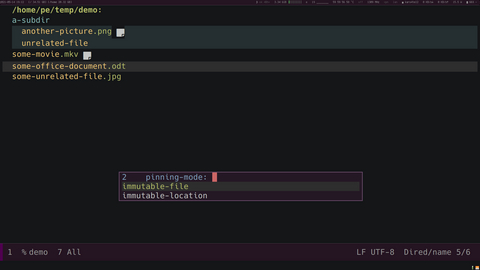 /home/pe/temp/demo:
a-subdir
another-picture.png
unrelated-file
some-movie.mkv
some-office-document.odt
some-unrelated-file.jpg
2 pinning-mode:
immutable-file
immutable-location
1 %demo 7 All LF UTF-8 Dired/name 5/6